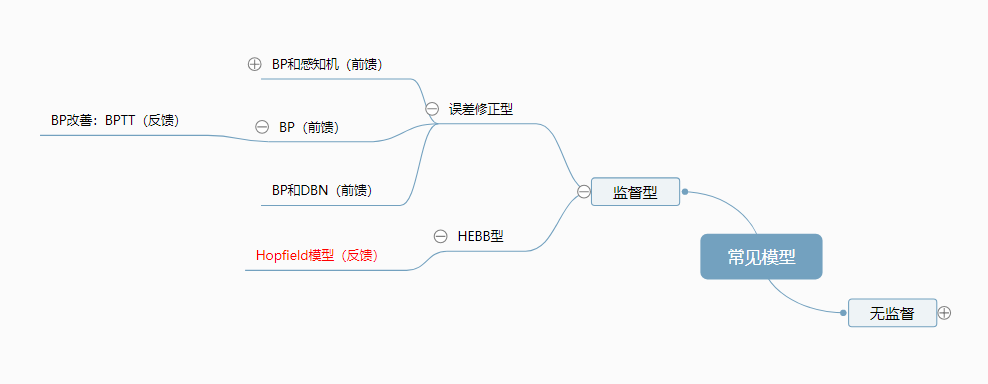 BP和感知机（前馈）
误差修正型
BP改善：BPTT（反馈）
BP（前馈）
BP和DBN（前馈）
监督型
HEBB型
Hopfield模型（反馈）
常见模型
无监督